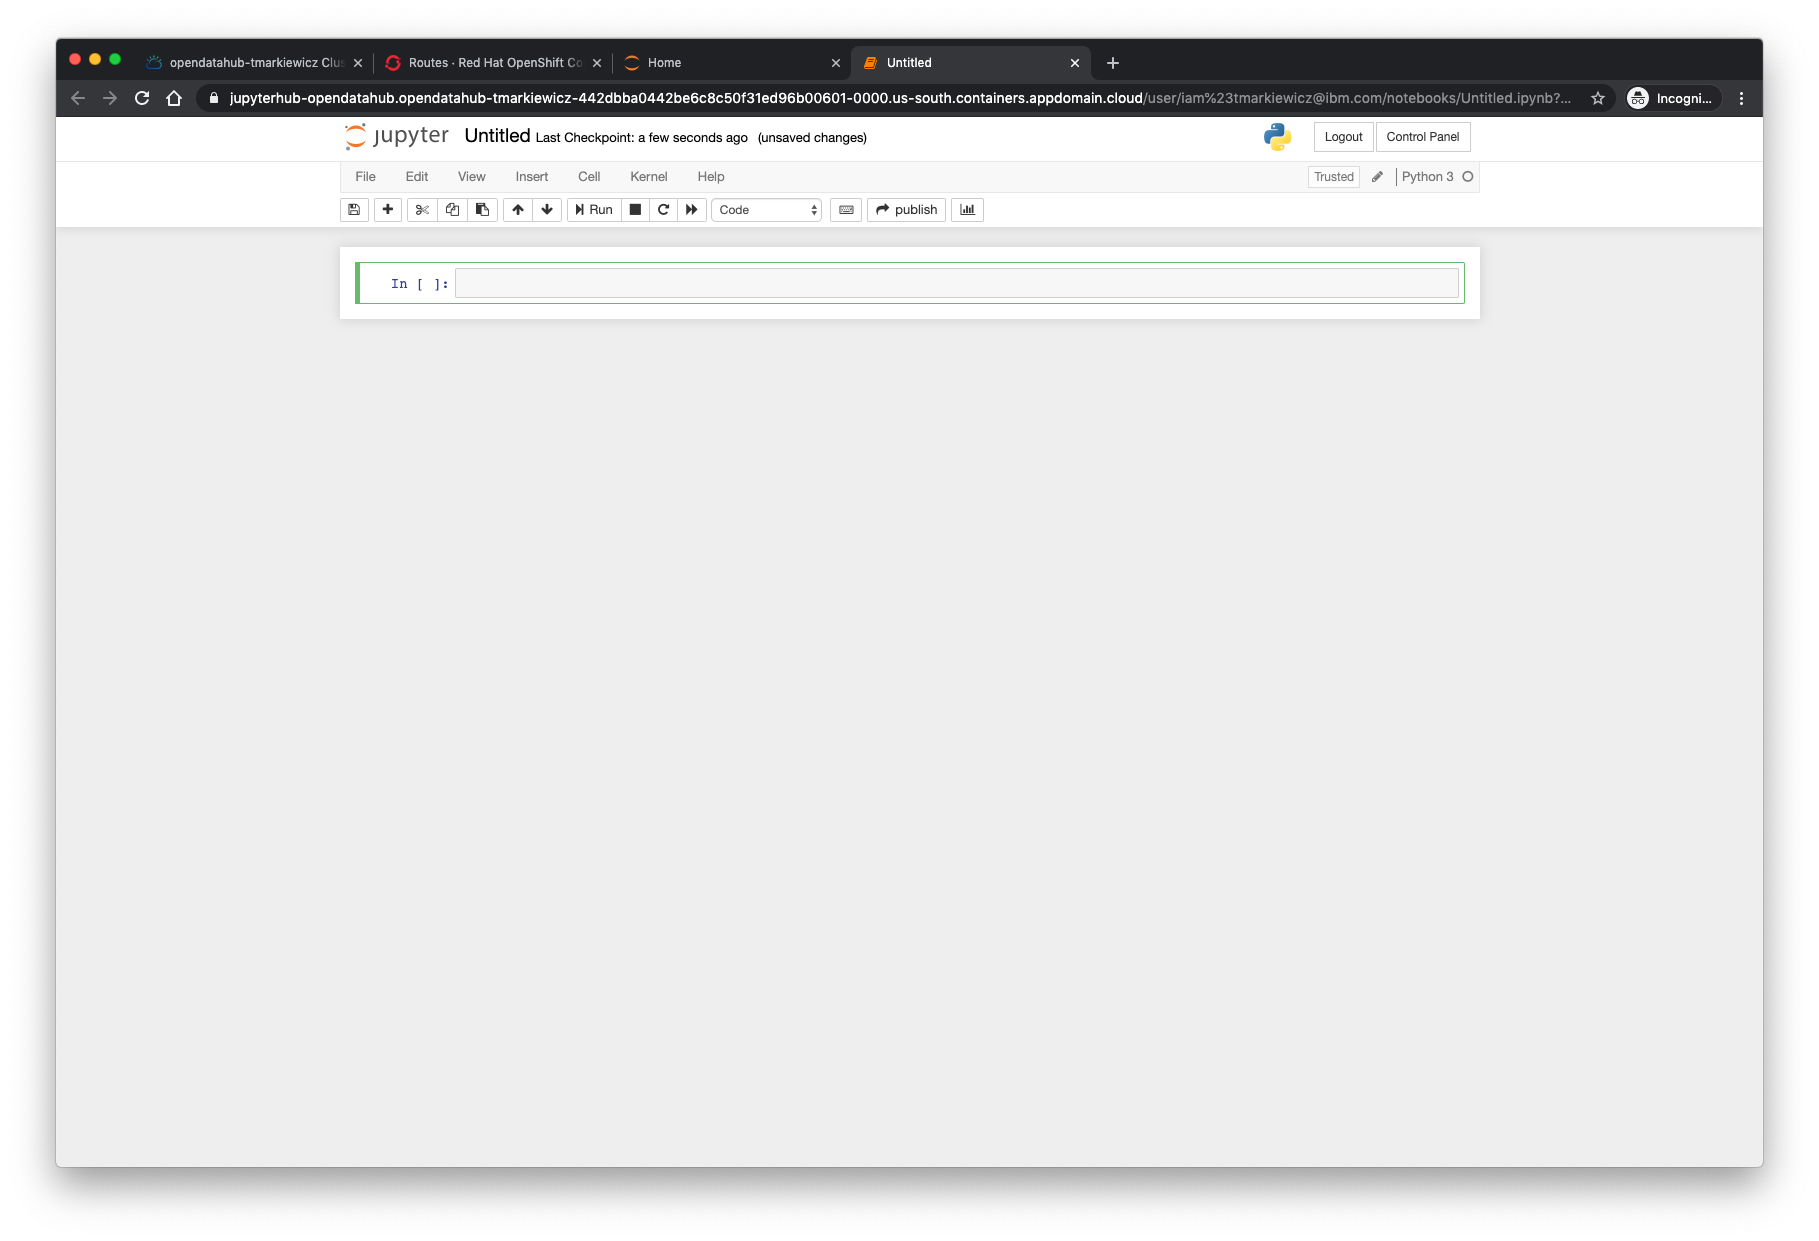 opendatahub-tmarkiewicz Clus
Routes · Red Hat OpenShift Co
Home
Untitled
jupyterhub-opendatahub.opendatahub-tmarkiewicz-442dbba0442be6c8c50f31ed96b00601-0000.us-south.containers.appdomain.cloud/user/iam%23tmarkiewicz@ibm.com/notebooks/Untitled.ipynb?...
Incogni...
jupyter Untitled Last Checkpoint: a few seconds ago (unsaved changes)
Logout Control Panel
File Edit View Insert Cell Kernel Help
Trusted Python 3
Run Code publish
In [ ]: